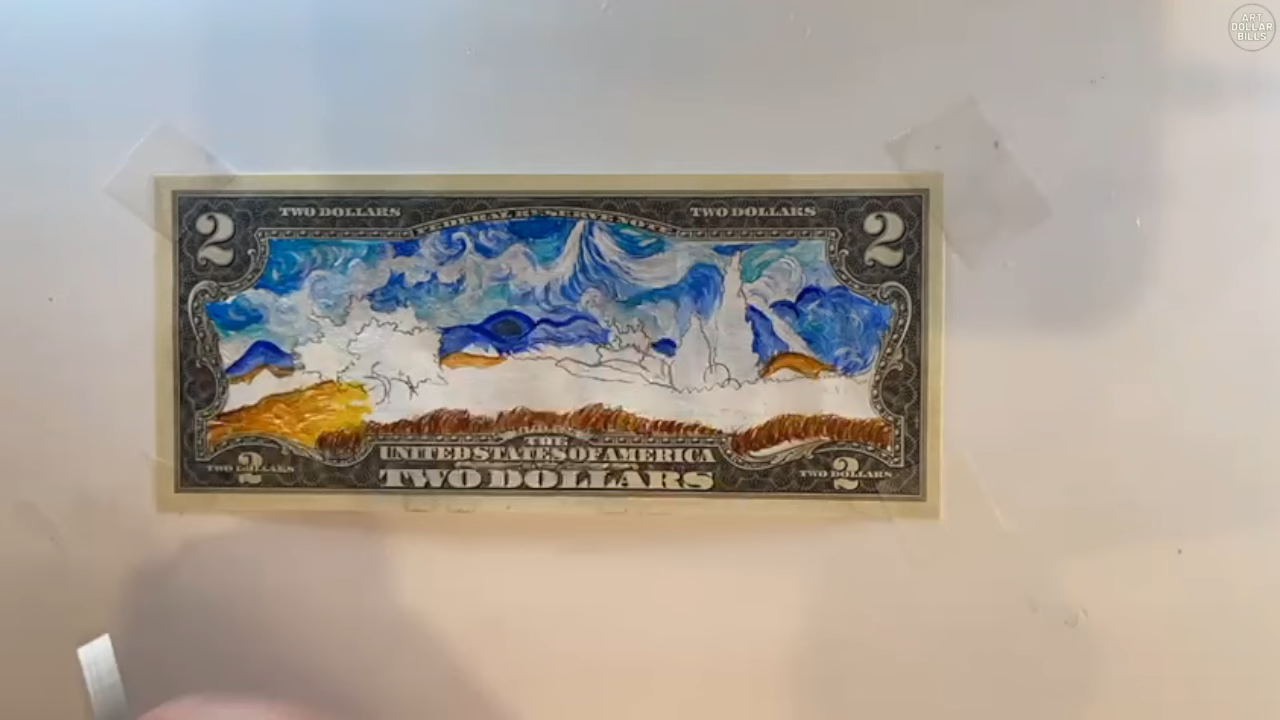 ART
DOLLAR
BILLS
TWO DOLLARS
FEDERAL RESERVE NOTE
TWO DOLLARS
2
2
THE
UNITED STATES OF AMERICA
TWO DOLLARS
2
TWO DOLLARS
2
TWO DOLLARS